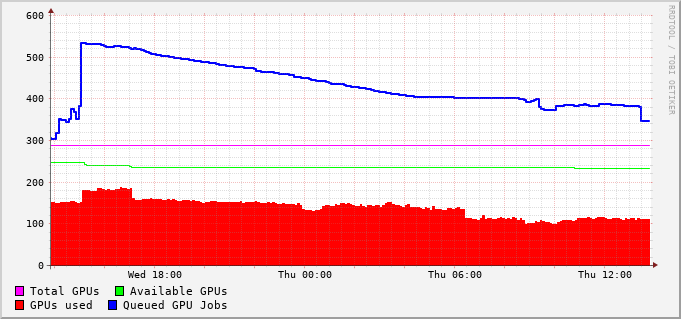 RRDTOOL / TOBI OETIKER
600
500
400
300
200
100
0
Wed 18:00 Thu 00:00 Thu 06:00 Thu 12:00
Total GPUs Available GPUs
GPUs used Queued GPU Jobs